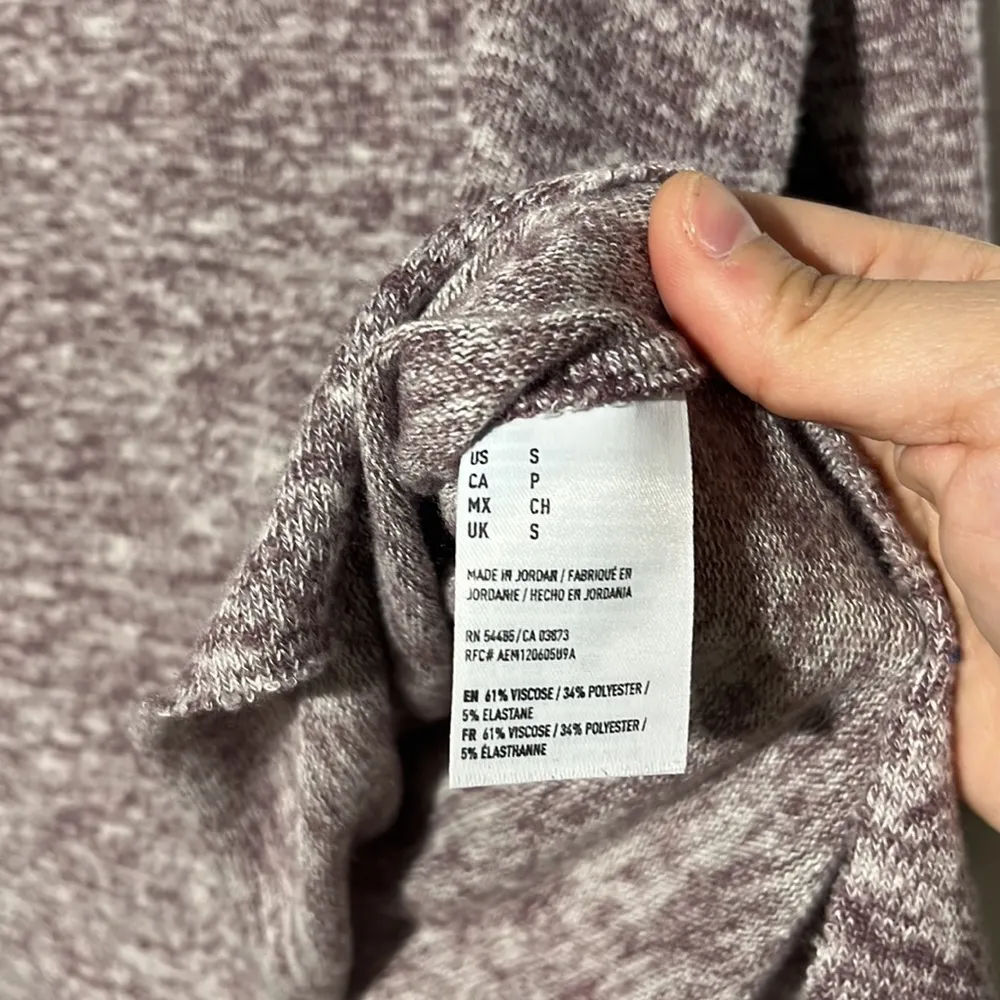 US S
CA P
MX CH
UK S
MADE IN JORDAN / FABRIQUÉ EN
JORDANIE / HECHO EN JORDANIA
RN 54485/CA 03873
RFC# AEM120605U9A
EN 61% VISCOSE / 34% POLYESTER /
5% ELASTANE
FR 61% VISCOSE / 34% POLYESTER /
5% ÉLASTHANNE